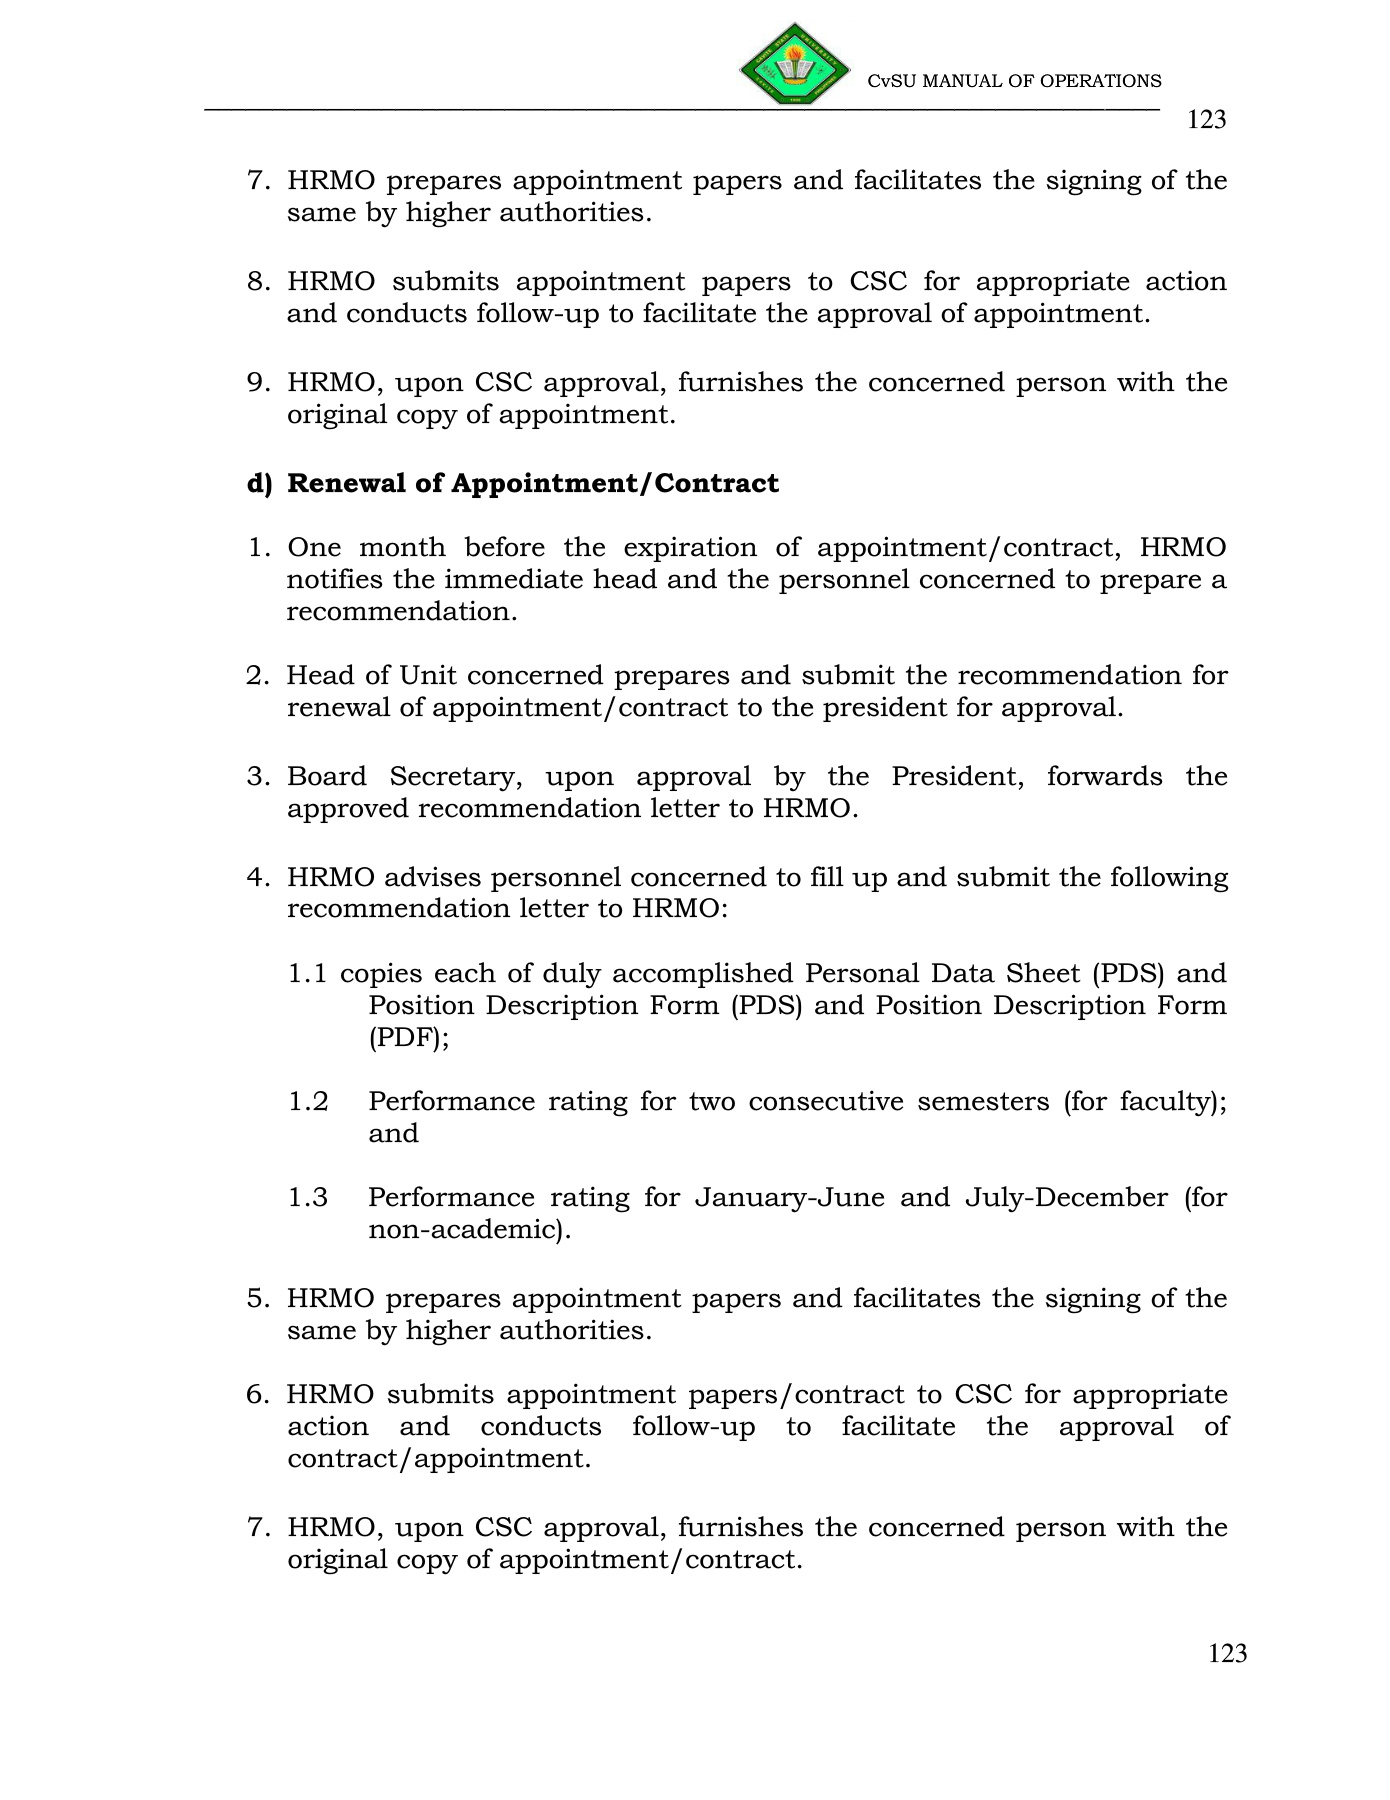 CvSU MANUAL OF OPERATIONS
123
7. HRMO prepares appointment papers and facilitates the signing of the
same by higher authorities.
8. HRMO submits appointment papers to CSC for appropriate action
and conducts follow-up to facilitate the approval of appointment.
9. HRMO, upon CSC approval, furnishes the concerned person with the
original copy of appointment.
d) Renewal of Appointment/Contract
1. One month before the expiration of appointment/contract, HRMO
notifies the immediate head and the personnel concerned to prepare a
recommendation.
2. Head of Unit concerned prepares and submit the recommendation for
renewal of appointment/contract to the president for approval.
3. Board Secretary, upon approval by the President, forwards the
approved recommendation letter to HRMO.
4. HRMO advises personnel concerned to fill up and submit the following
recommendation letter to HRMO:
1.1 copies each of duly accomplished Personal Data Sheet (PDS) and
Position Description Form (PDS) and Position Description Form
(PDF);
1.2 Performance rating for two consecutive semesters (for faculty);
and
1.3 Performance rating for January-June and July-December (for
non-academic).
5. HRMO prepares appointment papers and facilitates the signing of the
same by higher authorities.
6. HRMO submits appointment papers/contract to CSC for appropriate
action and conducts follow-up to facilitate the approval of
contract/appointment.
7. HRMO, upon CSC approval, furnishes the concerned person with the
original copy of appointment/contract.
123